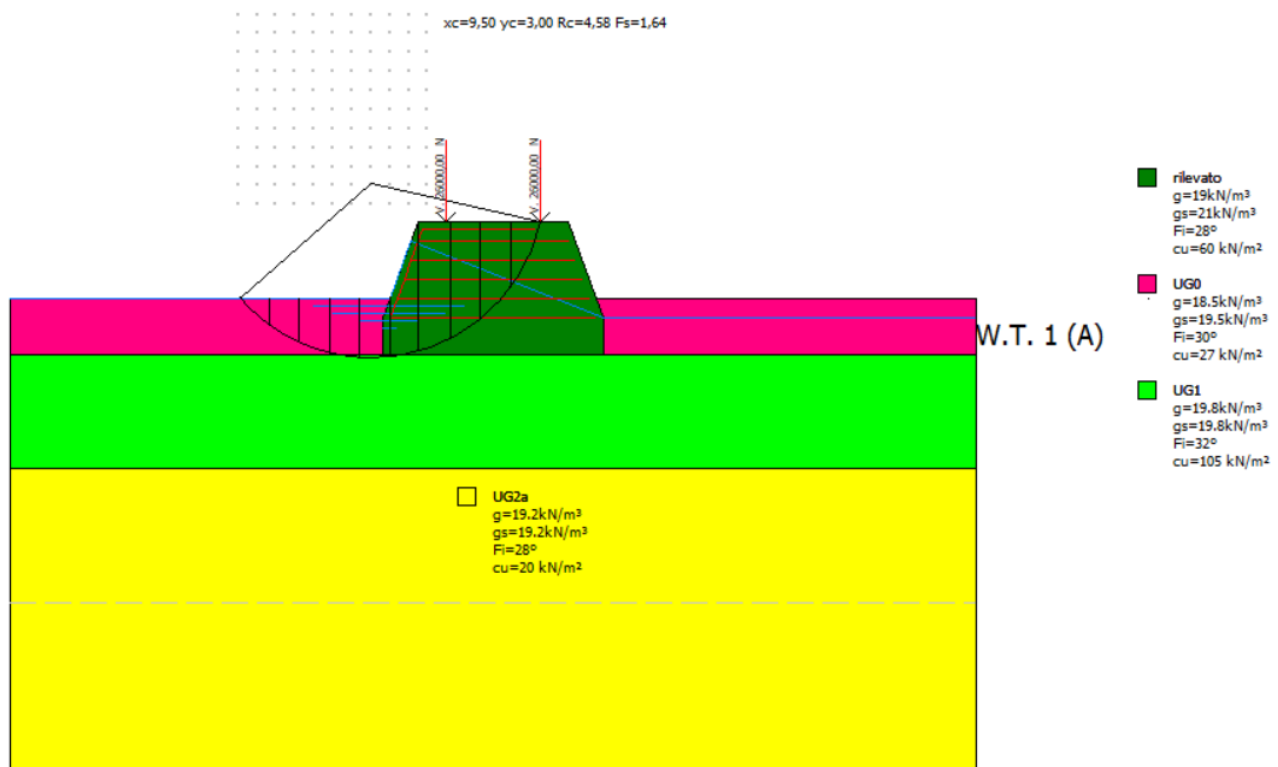 xc=9,50 yc=3,00 Rc=4,58 Fs=1,64
V. 26000,00 N
V. 26000,00 N
rilevato
g=19kN/m³
gs=21kN/m³
Fi=28°
cu=60 kN/m²
UG0
g=18.5kN/m³
gs=19.5kN/m³
Fi=30°
cu=27 kN/m²
W.T. 1 (A)
UG1
g=19.8kN/m³
gs=19.8kN/m³
Fi=32°
cu=105 kN/m²
UG2a
g=19.2kN/m³
gs=19.2kN/m³
Fi=28°
cu=20 kN/m²